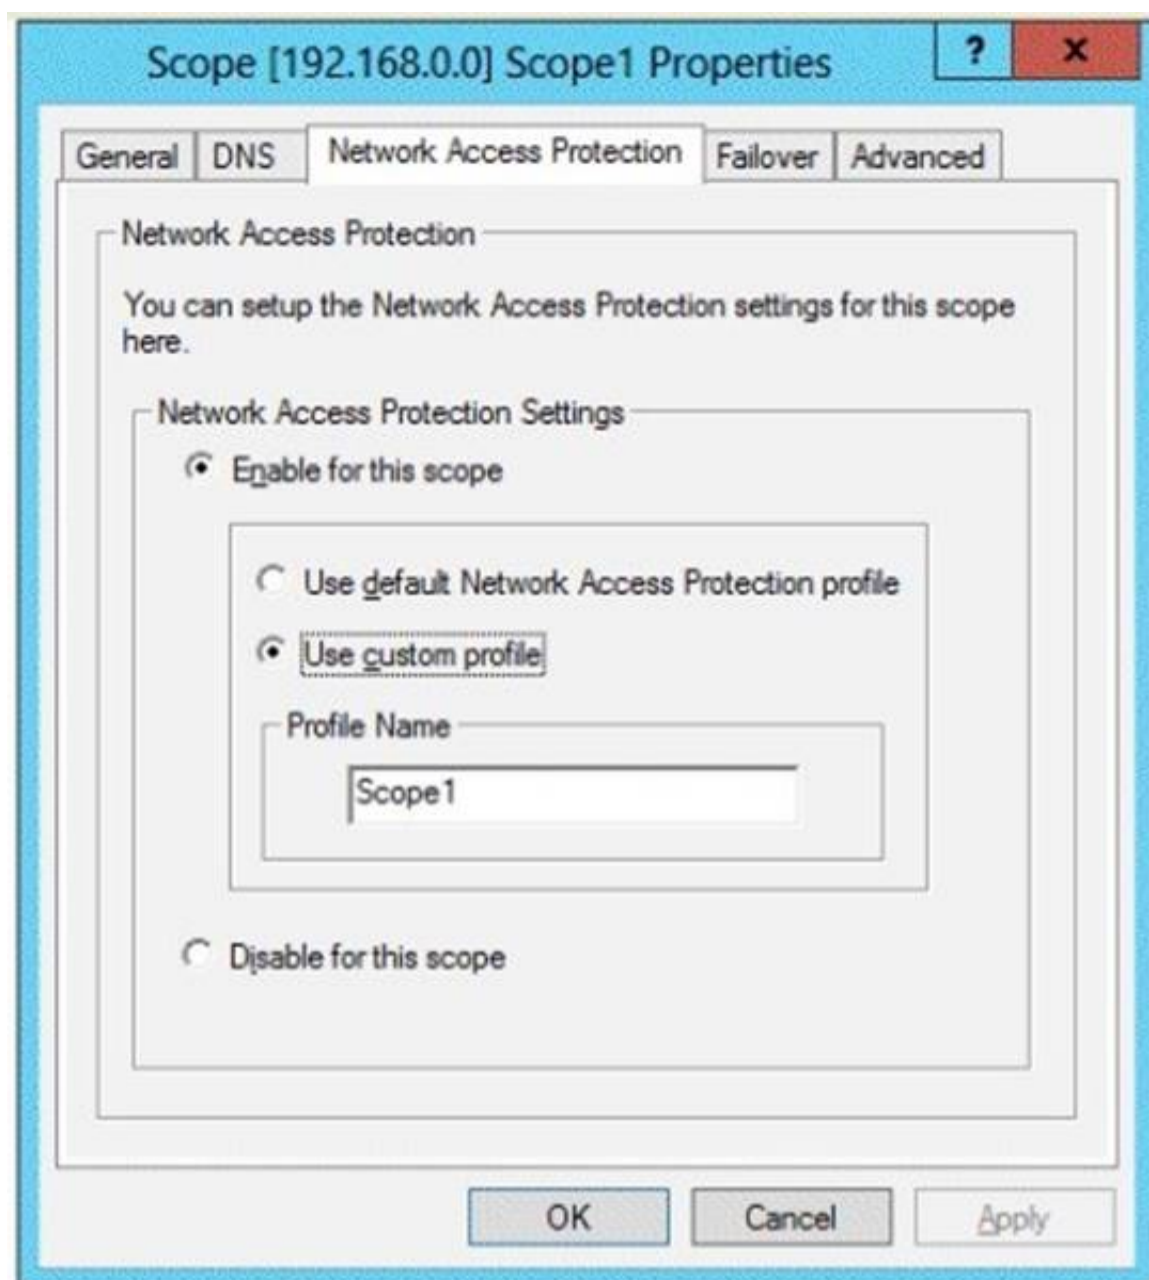 Scope [192.168.0.0] Scope1 Properties
?
x
General
DNS
Network Access Protection
Failover
Advanced
Network Access Protection
You can setup the Network Access Protection settings for this scope
here.
Network Access Protection Settings
Enable for this scope
Use default Network Access Protection profile
Use custom profile
Profile Name
Scope1
Disable for this scope
OK
Cancel
Apply